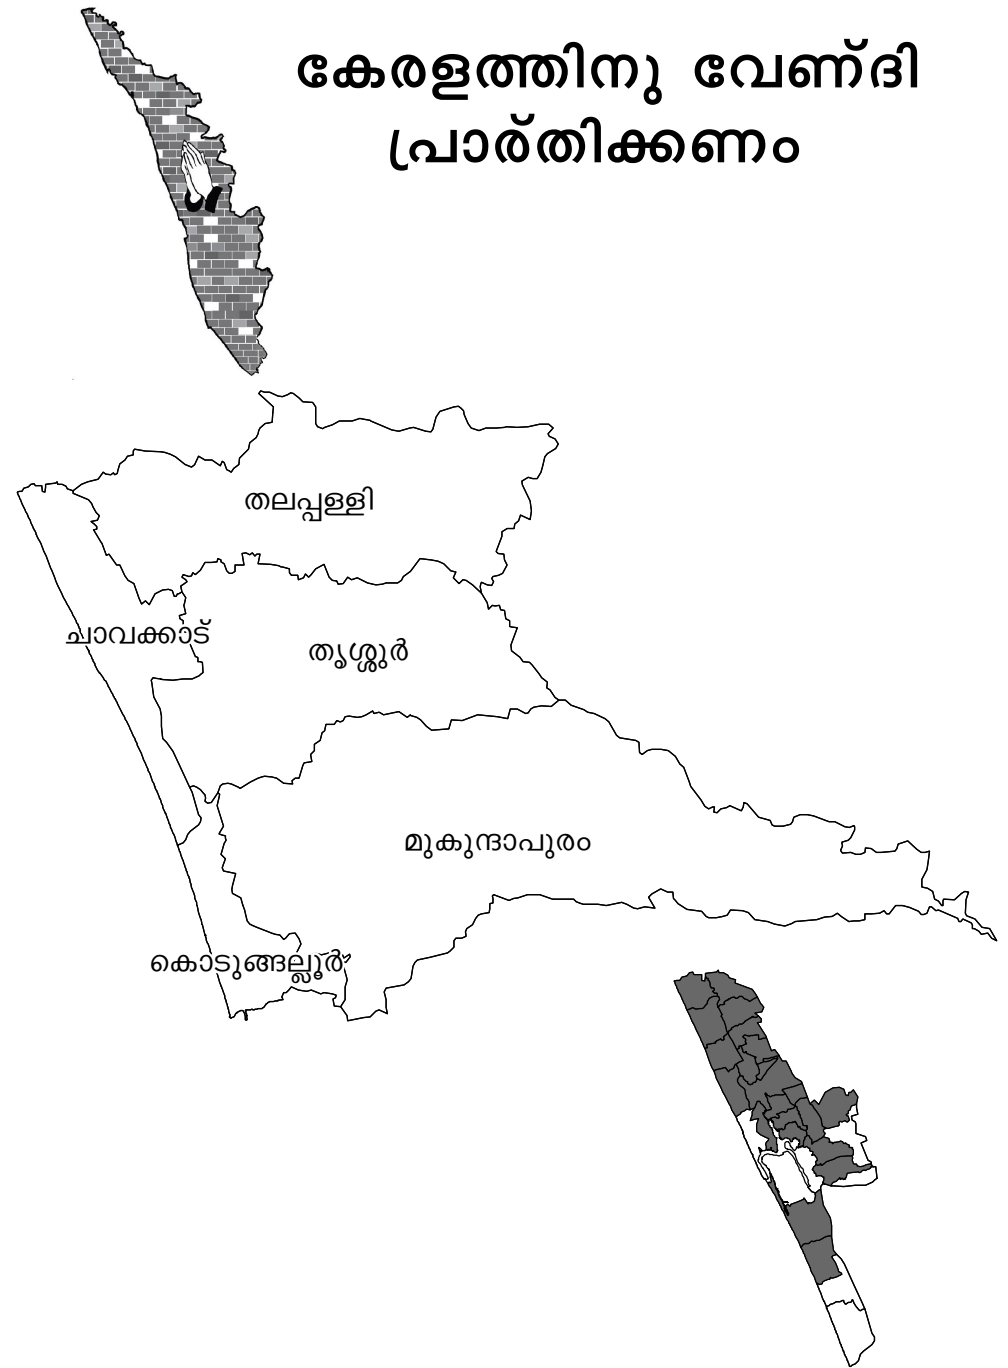 കേരളത്തിനു വേണ്ദി
പ്രാര്തിക്കണം
തലപ്പള്ളി
ചാവക്കാട്
തൃശ്ശുർ
മുകുന്ദാപുരം
കൊടുങ്ങല്ലൂർ